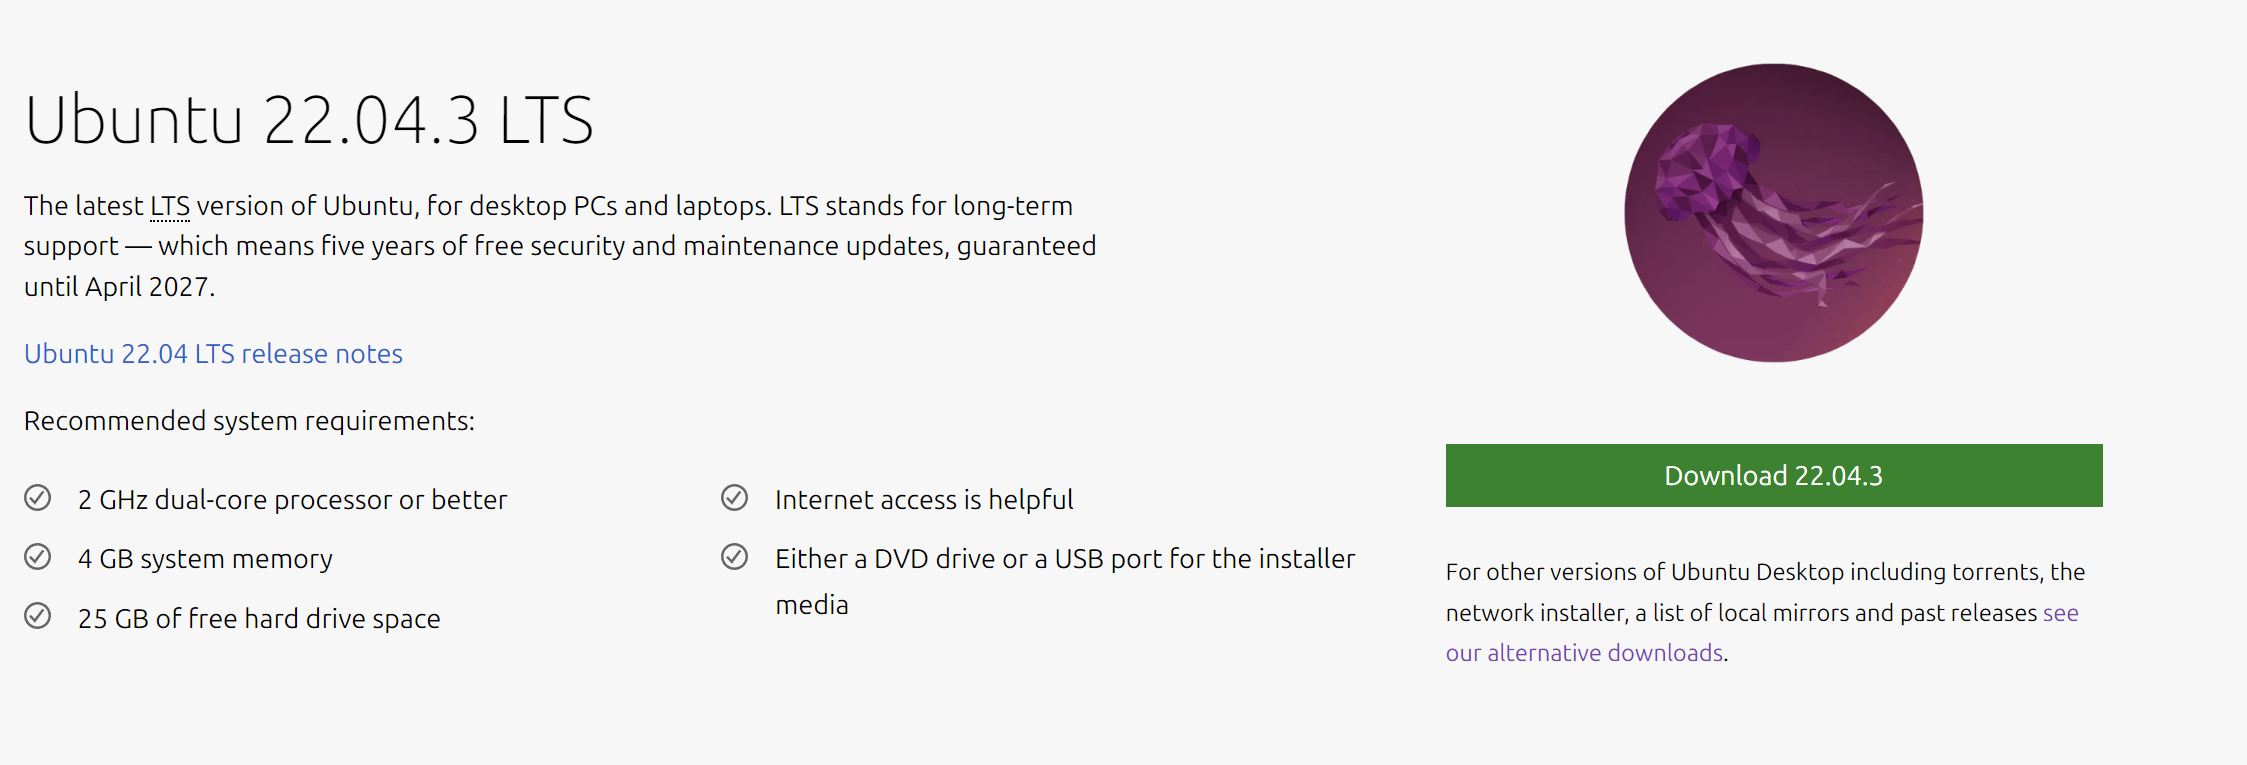 Ubuntu 22.04.3 LTS
The latest LTS version of Ubuntu, for desktop PCs and laptops. LTS stands for long-term
support — which means five years of free security and maintenance updates, guaranteed
until April 2027.
Ubuntu 22.04 LTS release notes
Recommended system requirements:
2 GHz dual-core processor or better
4 GB system memory
25 GB of free hard drive space
Internet access is helpful
Either a DVD drive or a USB port for the installer
media
Download 22.04.3
For other versions of Ubuntu Desktop including torrents, the
network installer, a list of local mirrors and past releases see
our alternative downloads.